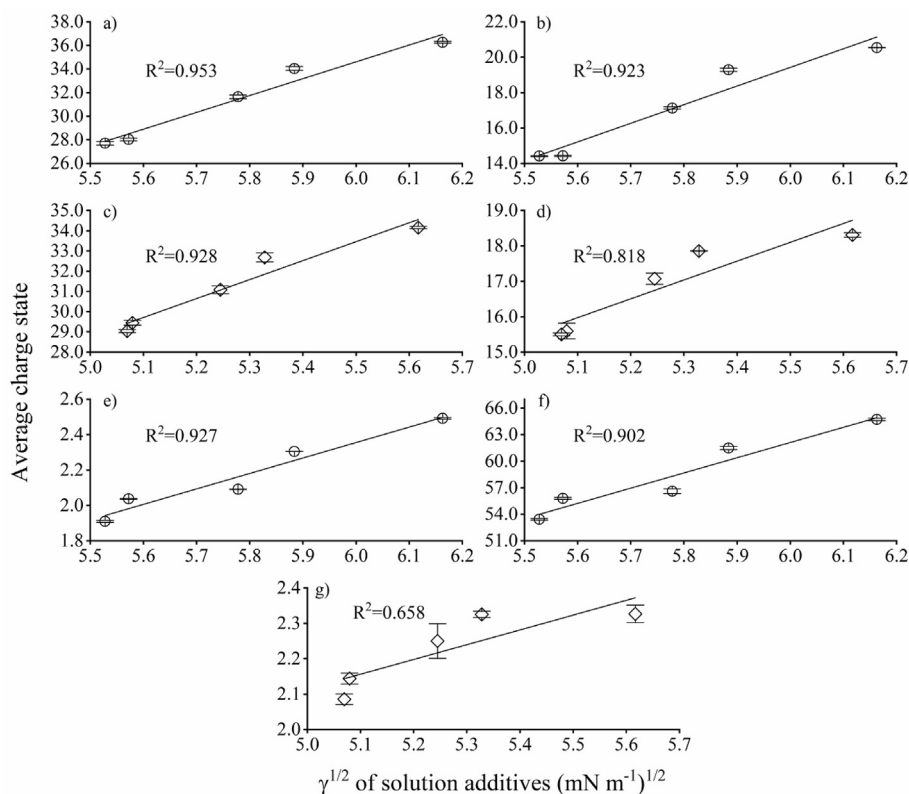 a)
R²=0.953
38.0
36.0
34.0
32.0
30.0
28.0
26.0
5.5 5.6 5.7 5.8 5.9 6.0 6.1 6.2
b)
R²=0.923
22.0
20.0
18.0
16.0
14.0
5.5 5.6 5.7 5.8 5.9 6.0 6.1 6.2
c)
R²=0.928
35.0
34.0
33.0
32.0
31.0
30.0
29.0
28.0
5.0 5.1 5.2 5.3 5.4 5.5 5.6 5.7
d)
R²=0.818
19.0
18.0
17.0
16.0
15.0
5.0 5.1 5.2 5.3 5.4 5.5 5.6 5.7
e)
R²=0.927
2.6
2.4
2.2
2.0
1.8
5.5 5.6 5.7 5.8 5.9 6.0 6.1 6.2
f)
R²=0.902
66.0
63.0
60.0
57.0
54.0
51.0
5.5 5.6 5.7 5.8 5.9 6.0 6.1 6.2
g)
R²=0.658
2.4
2.3
2.2
2.1
2.0
5.0 5.1 5.2 5.3 5.4 5.5 5.6 5.7
Average charge state
γ^1/2 of solution additives (mN m⁻¹)^1/2